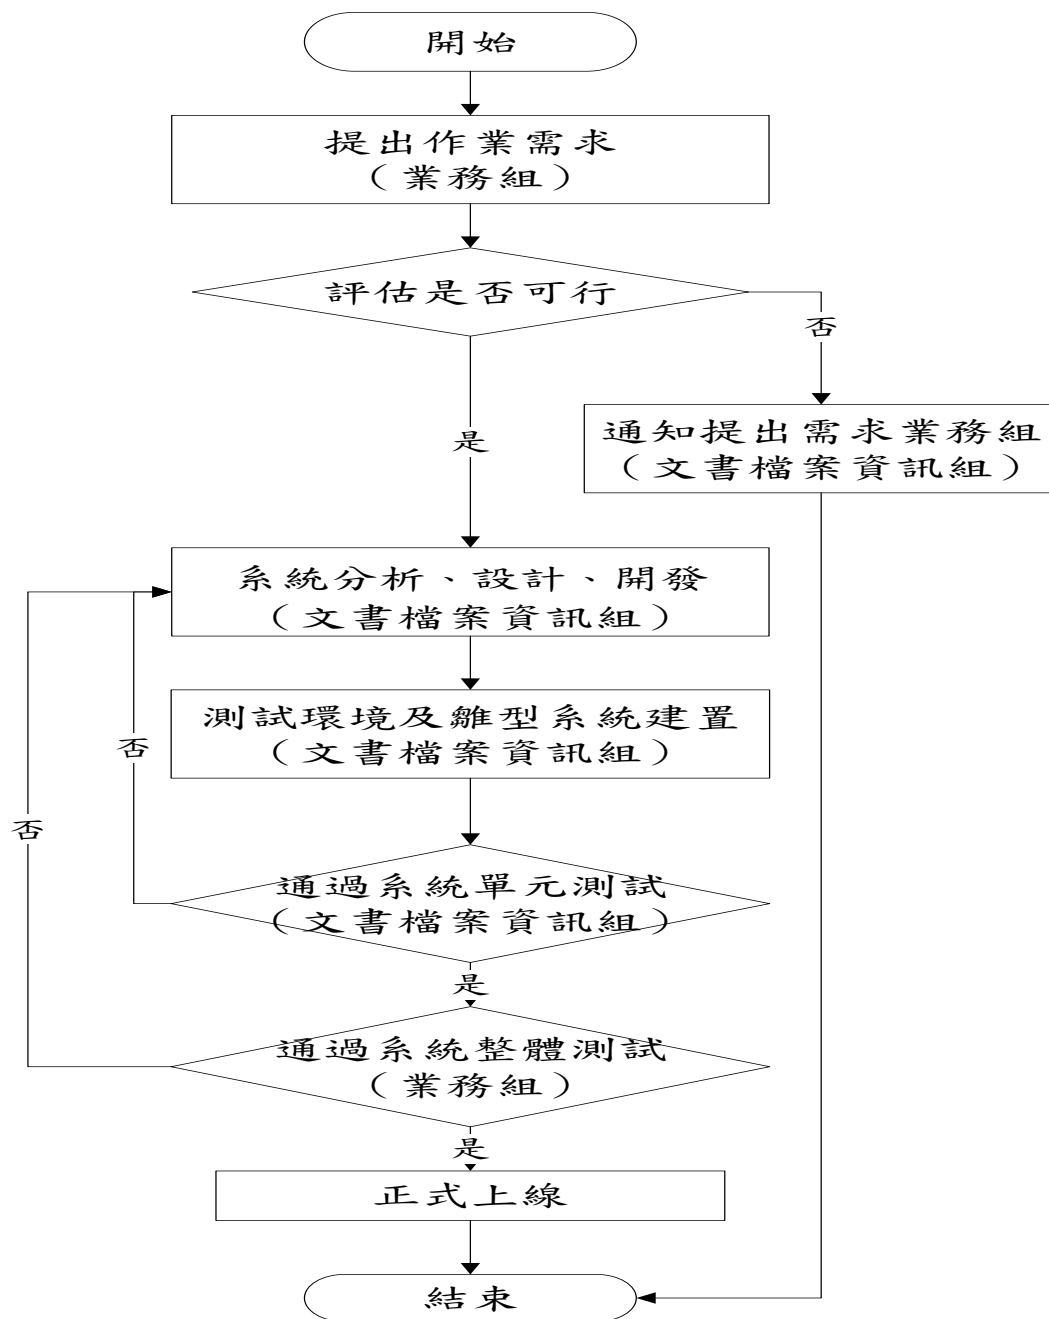 開始
提出作業需求
（業務組）
評估是否可行
否
是
通知提出需求業務組
（文書檔案資訊組）
系統分析、設計、開發
（文書檔案資訊組）
測試環境及雛型系統建置
（文書檔案資訊組）
否
否
通過系統單元測試
（文書檔案資訊組）
是
通過系統整體測試
（業務組）
是
正式上線
結束